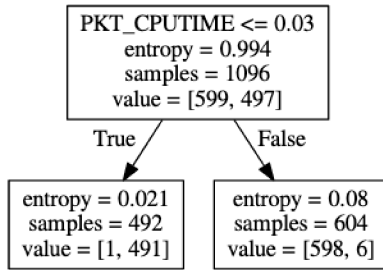 PKT_CPUTIME <= 0.03
entropy = 0.994
samples = 1096
value = [599, 497]
True
False
entropy = 0.021
samples = 492
value = [1, 491]
entropy = 0.08
samples = 604
value = [598, 6]